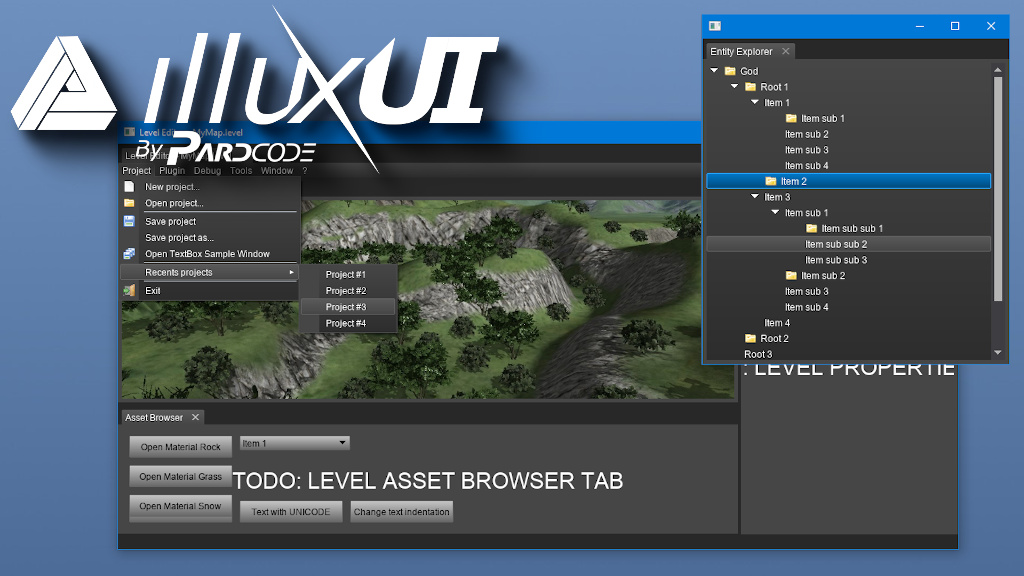 illuxUI
By PARDCODE
Level Edit MyMap.level
Level Edito MyM
Project Plugin Debug Tools Window ?
New project...
Open project...
Save project
Save project as...
Open TextBox Sample Window
Recents projects
Exit
Project #1
Project #2
Project #3
Project #4
Entity Explorer
God
Root 1
Item 1
Item sub 1
Item sub 2
Item sub 3
Item sub 4
Item 2
Item 3
Item sub 1
Item sub sub 1
Item sub sub 2
Item sub sub 3
Item sub 2
Item sub 3
Item sub 4
Item 4
Root 2
Root 3
: LEVEL PROPERTIE
Asset Browser
Open Material Rock
Item 1
Open Material Grass
TODO: LEVEL ASSET BROWSER TAB
Open Material Snow
Text with UNICODE
Change text indentation